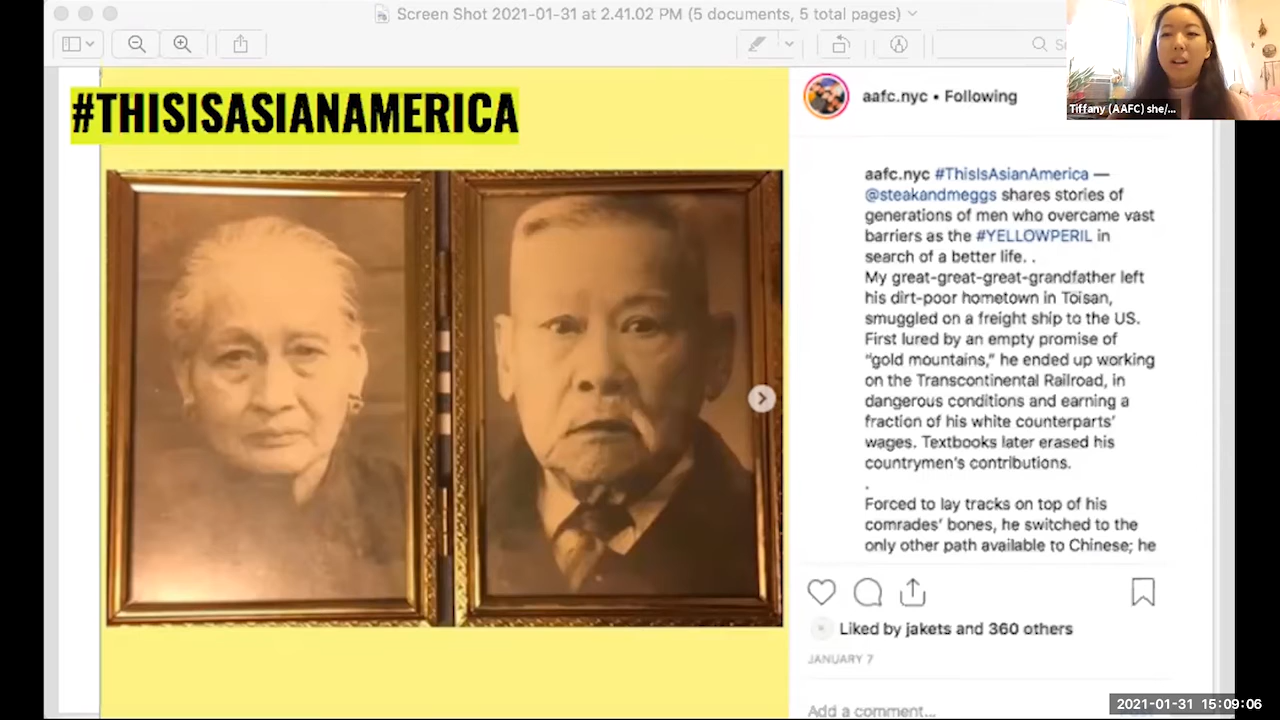 Screen Shot 2021-01-31 at 2.41.02 PM (5 documents, 5 total pages)
Tiffany (AAFC) she/...
#THISISASIANAMERICA
aafc.nyc • Following
aafc.nyc #ThisIsAsianAmerica —
@steakandmeggs shares stories of
generations of men who overcame vast
barriers as the #YELLOWPERIL in
search of a better life. .
My great-great-great-grandfather left
his dirt-poor hometown in Toisan,
smuggled on a freight ship to the US.
First lured by an empty promise of
“gold mountains,” he ended up working
on the Transcontinental Railroad, in
dangerous conditions and earning a
fraction of his white counterparts’
wages. Textbooks later erased his
countrymen’s contributions.
.
Forced to lay tracks on top of his
comrades’ bones, he switched to the
only other path available to Chinese; he
Liked by jakets and 360 others
JANUARY 7
Add a comment...
2021-01-31 15:09:06